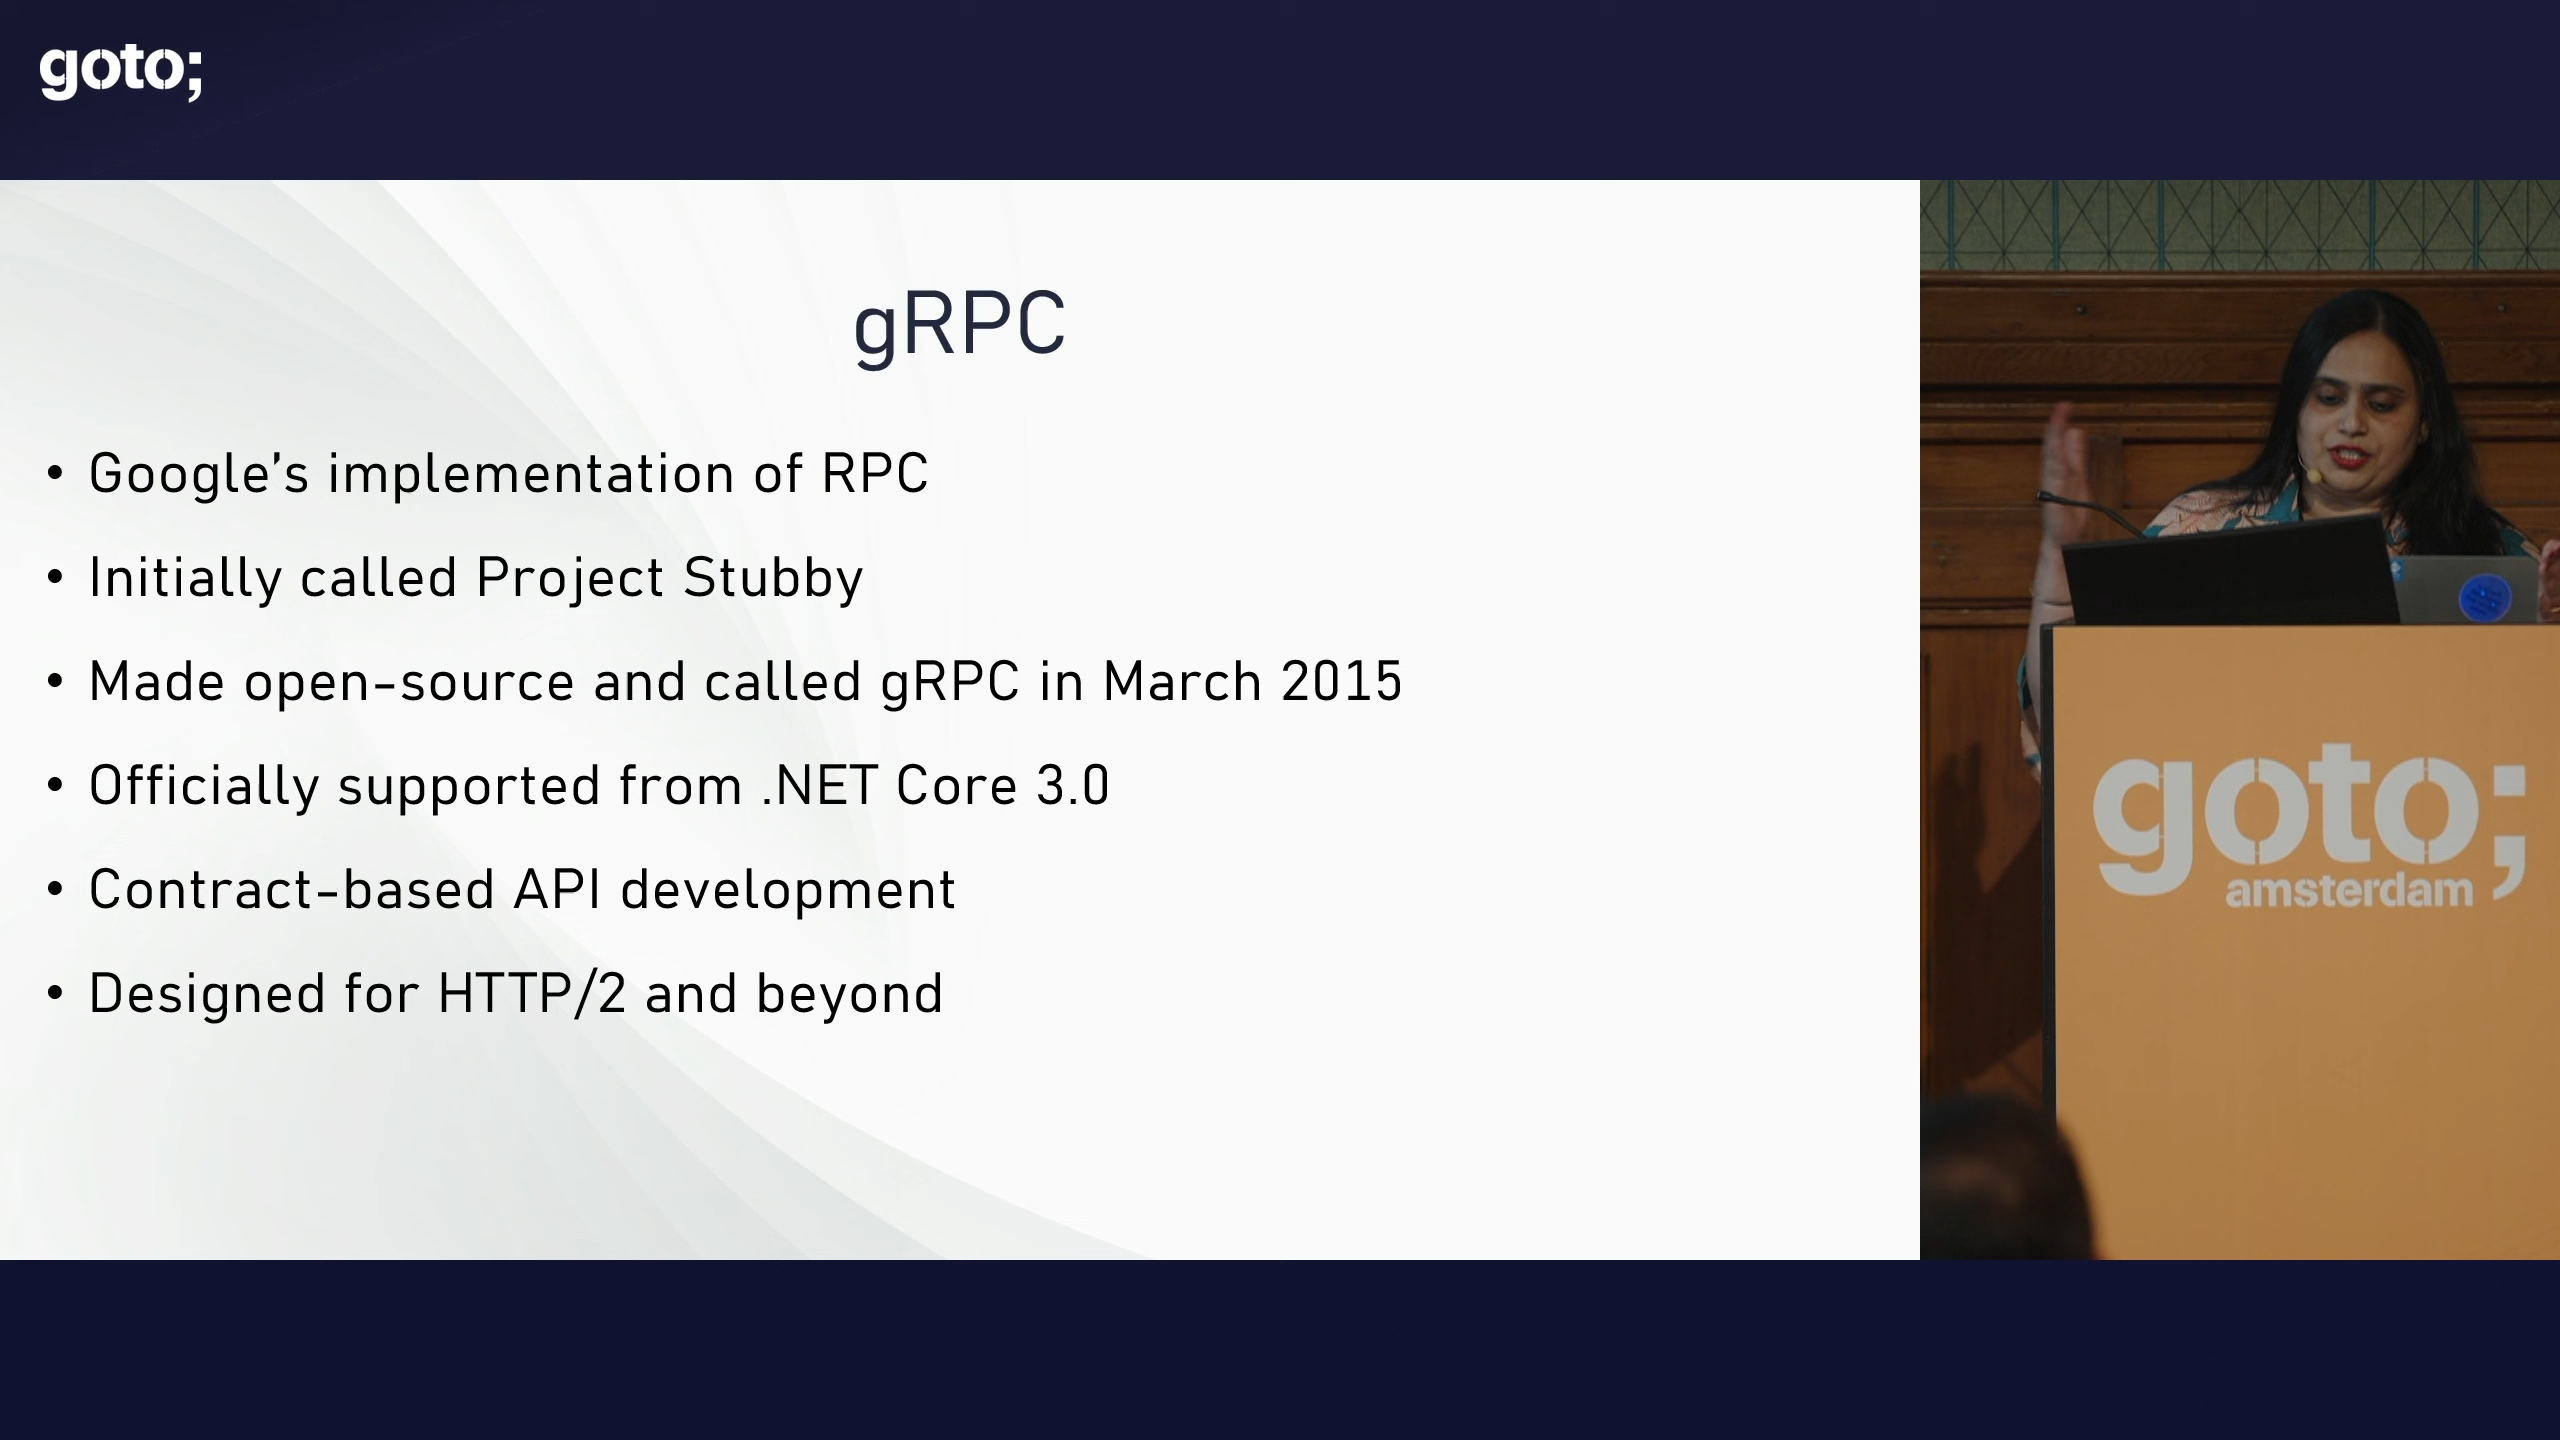 goto;
gRPC
• Google’s implementation of RPC
• Initially called Project Stubby
• Made open-source and called gRPC in March 2015
• Officially supported from .NET Core 3.0
• Contract-based API development
• Designed for HTTP/2 and beyond
goto;
amsterdam